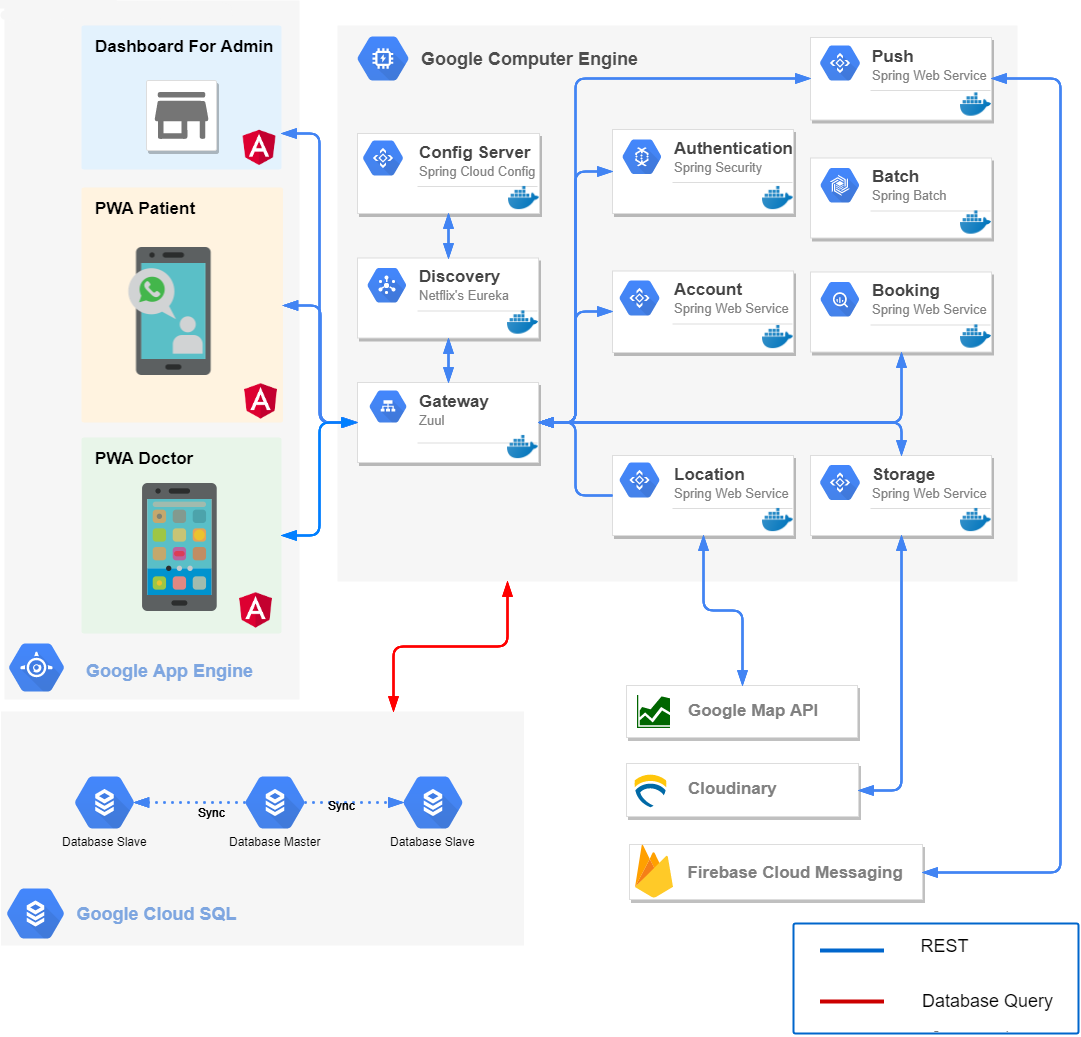 Dashboard For Admin
PWA Patient
PWA Doctor
Google App Engine
Google Computer Engine
Config Server
Spring Cloud Config
Discovery
Netflix's Eureka
Gateway
Zuul
Authentication
Spring Security
Account
Spring Web Service
Location
Spring Web Service
Push
Spring Web Service
Batch
Spring Batch
Booking
Spring Web Service
Storage
Spring Web Service
Google Map API
Cloudinary
Firebase Cloud Messaging
Sync
Sync
Database Slave
Database Master
Database Slave
Google Cloud SQL
REST
Database Query